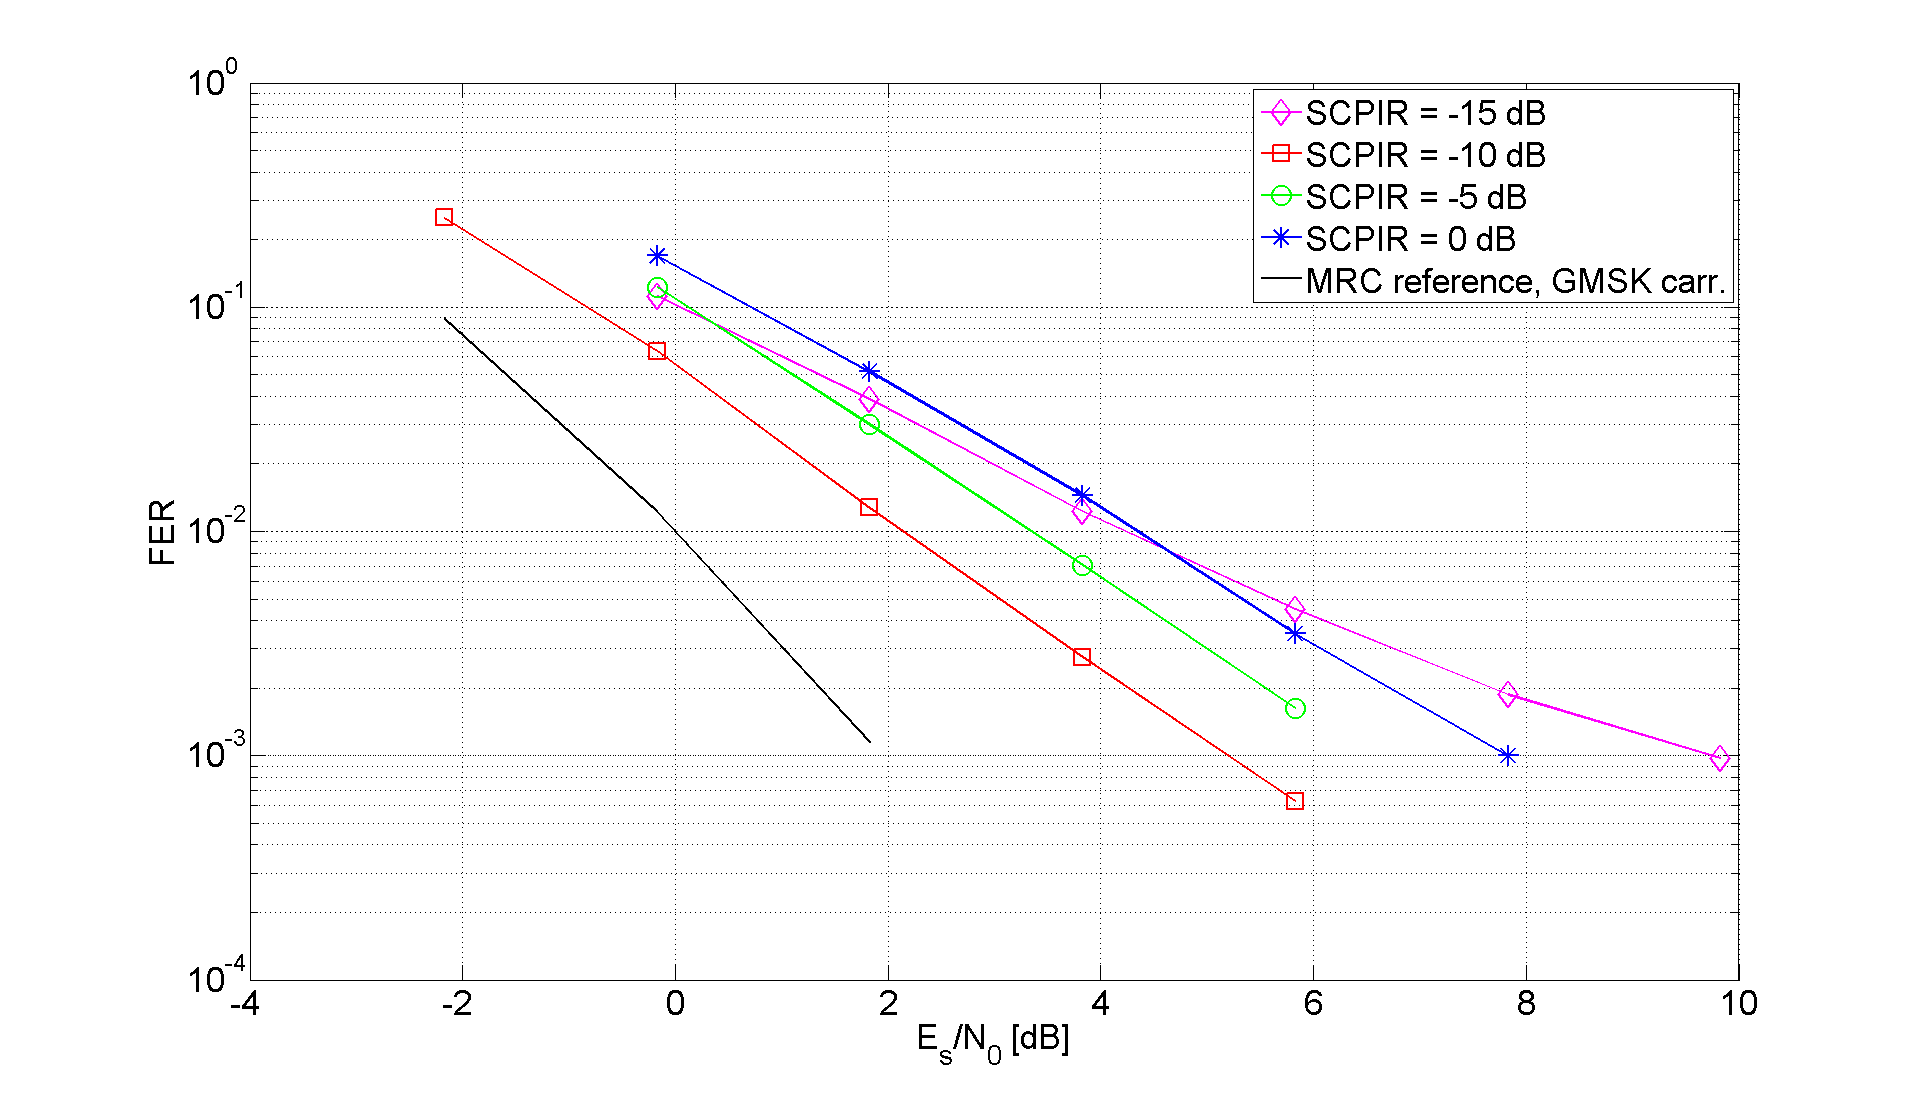 10^0
10^-1
10^-2
10^-3
10^-4
FER
-4 -2 0 2 4 6 8 10
E_s/N_0 [dB]
SCPIR = -15 dB
SCPIR = -10 dB
SCPIR = -5 dB
SCPIR = 0 dB
MRC reference, GMSK carr.